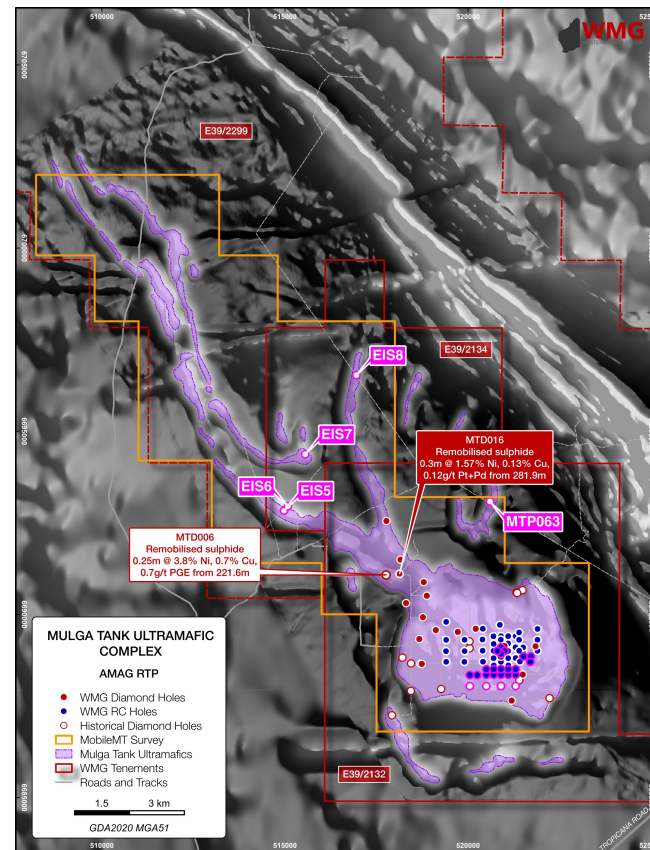 510000
515000
520000
WMG
6705000
6700000
6695000
6690000
6685000
E39/2299
EIS8
E39/2134
EIS7
MTD016
Remobilised sulphide
0.3m @ 1.57% Ni, 0.13% Cu,
0.12g/t Pt+Pd from 281.9m
EIS6
EIS5
MTP063
MTD006
Remobilised sulphide
0.25m @ 3.8% Ni, 0.7% Cu,
0.7g/t PGE from 221.6m
MULGA TANK ULTRAMAFIC
COMPLEX
AMAG RTP
WMG Diamond Holes
WMG RC Holes
Historical Diamond Holes
MobileMT Survey
Mulga Tank Ultramafics
WMG Tenements
Roads and Tracks
1.5 3 km
GDA2020 MGA51
E39/2132
TROPICANA ROAD
510000
515000
520000